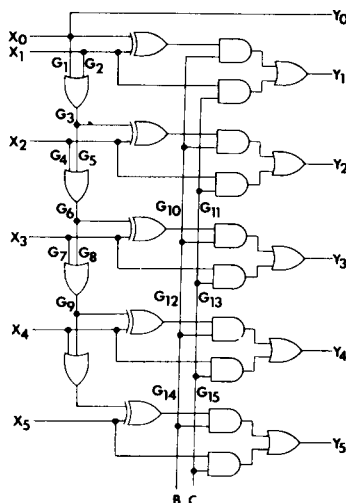 X₀ Y₀
X₁
G₁ G₂ Y₁
G₃
X₂
G₄ G₅ Y₂
G₆ G₁₀ G₁₁
X₃ Y₃
G₇ G₈
G₉ G₁₂ G₁₃
X₄ Y₄
G₁₄ G₁₅
X₅
Y₅
B C